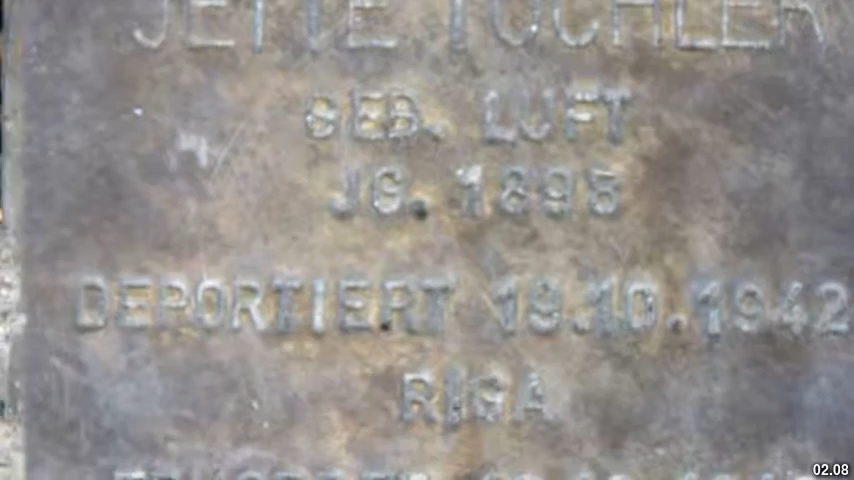 JETTE TUCHLER
GEB. LUFT
JG. 1895
DEPORTIERT 19.10.1942
RIGA
02.08